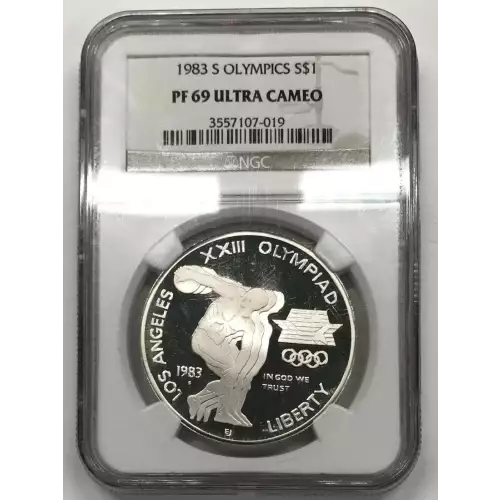 1983 S OLYMPICS S$1
PF 69 ULTRA CAMEO
3557107-019
NGC
LOS ANGELES XXIII OLYMPIAD
1983
S
IN GOD WE
TRUST
LIBERTY
EJ